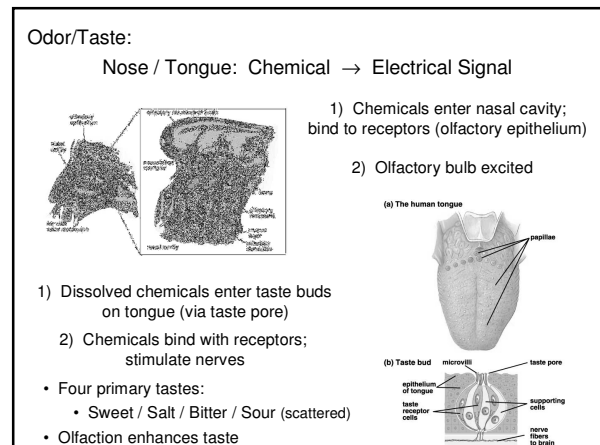 Odor/Taste:
Nose / Tongue: Chemical → Electrical Signal
1) Chemicals enter nasal cavity;
bind to receptors (olfactory epithelium)
2) Olfactory bulb excited
(a) The human tongue
papillae
1) Dissolved chemicals enter taste buds
on tongue (via taste pore)
2) Chemicals bind with receptors;
stimulate nerves
• Four primary tastes:
• Sweet / Salt / Bitter / Sour (scattered)
• Olfaction enhances taste
(b) Taste bud
microvilli
taste pore
epithelium
of tongue
taste
receptor
cells
supporting
cells
nerve
fibers
to brain